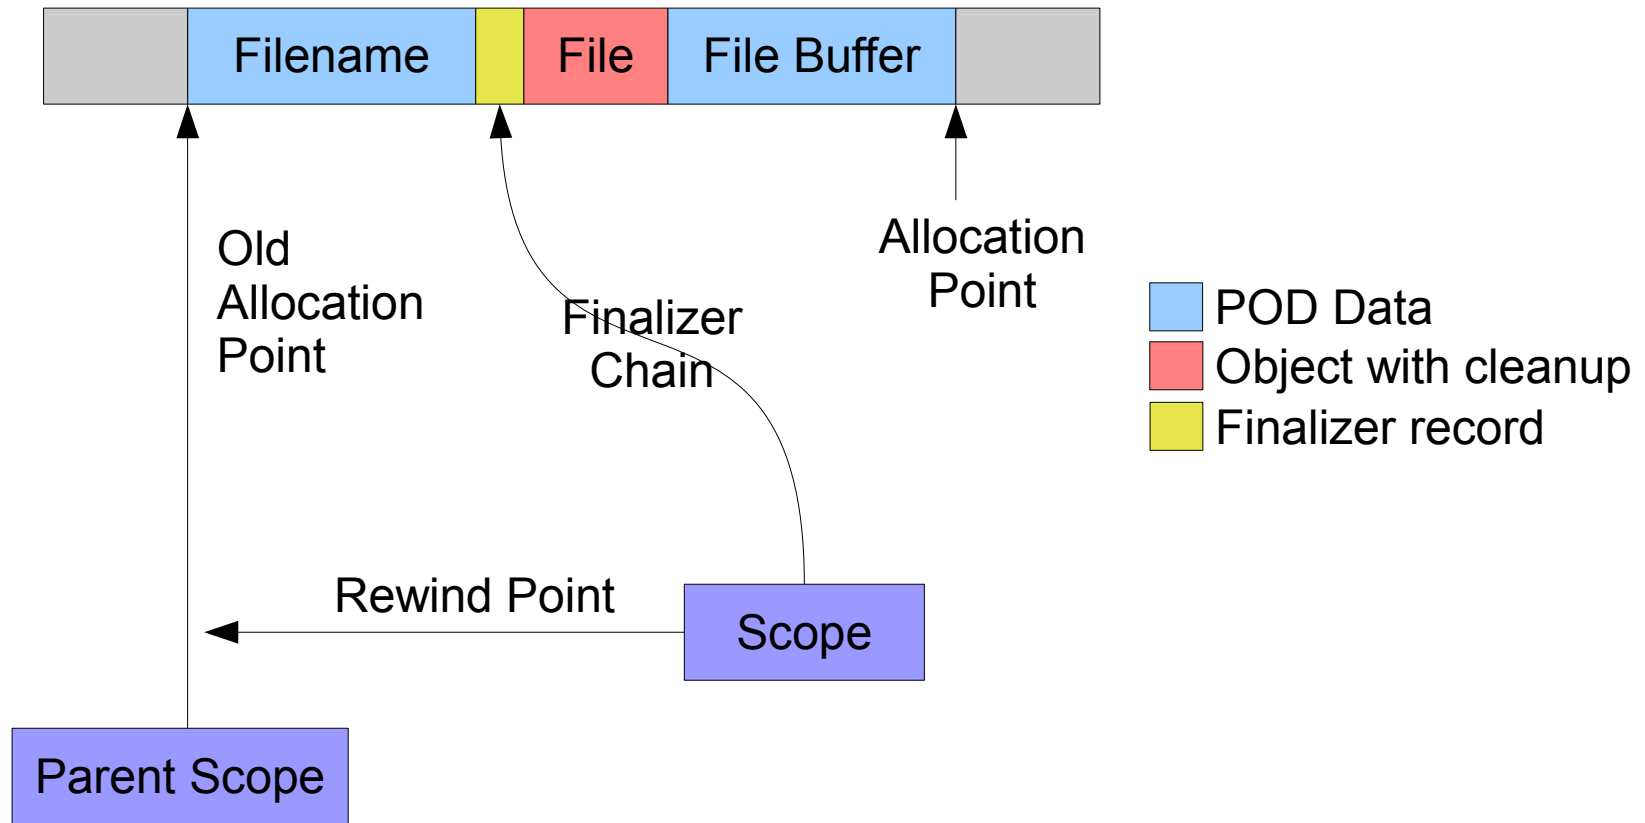 Filename
File
File Buffer
Old
Allocation
Point
Allocation
Point
Finalizer
Chain
POD Data
Object with cleanup
Finalizer record
Rewind Point
Scope
Parent Scope